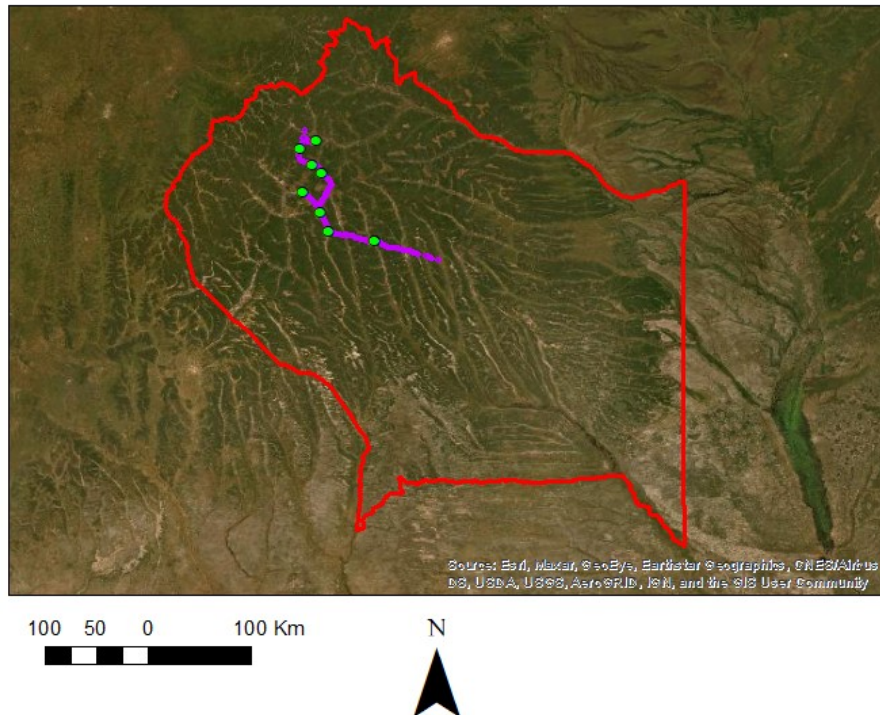 Source: Esri, Maxar, GeoEye, Earthstar Geographics, CNES/Airbus
DS, USDA, USGS, AeroGRID, IGN, and the GIS User Community
100 50 0 100 Km
N